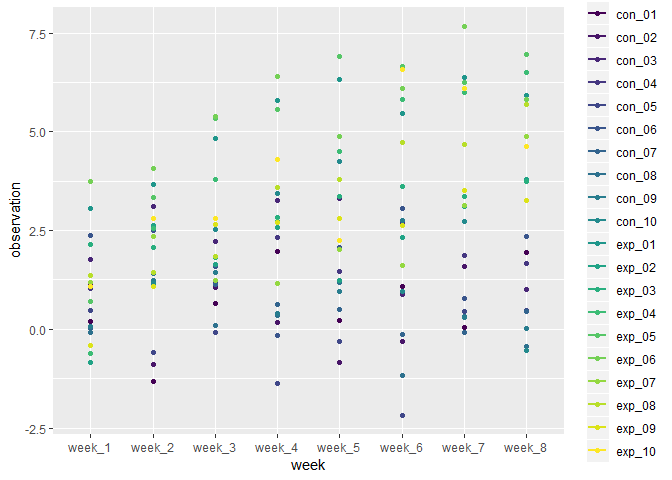 7.5
5.0
2.5
0.0
-2.5
observation
week_1 week_2 week_3 week_4 week_5 week_6 week_7 week_8
week
con_01
con_02
con_03
con_04
con_05
con_06
con_07
con_08
con_09
con_10
exp_01
exp_02
exp_03
exp_04
exp_05
exp_06
exp_07
exp_08
exp_09
exp_10